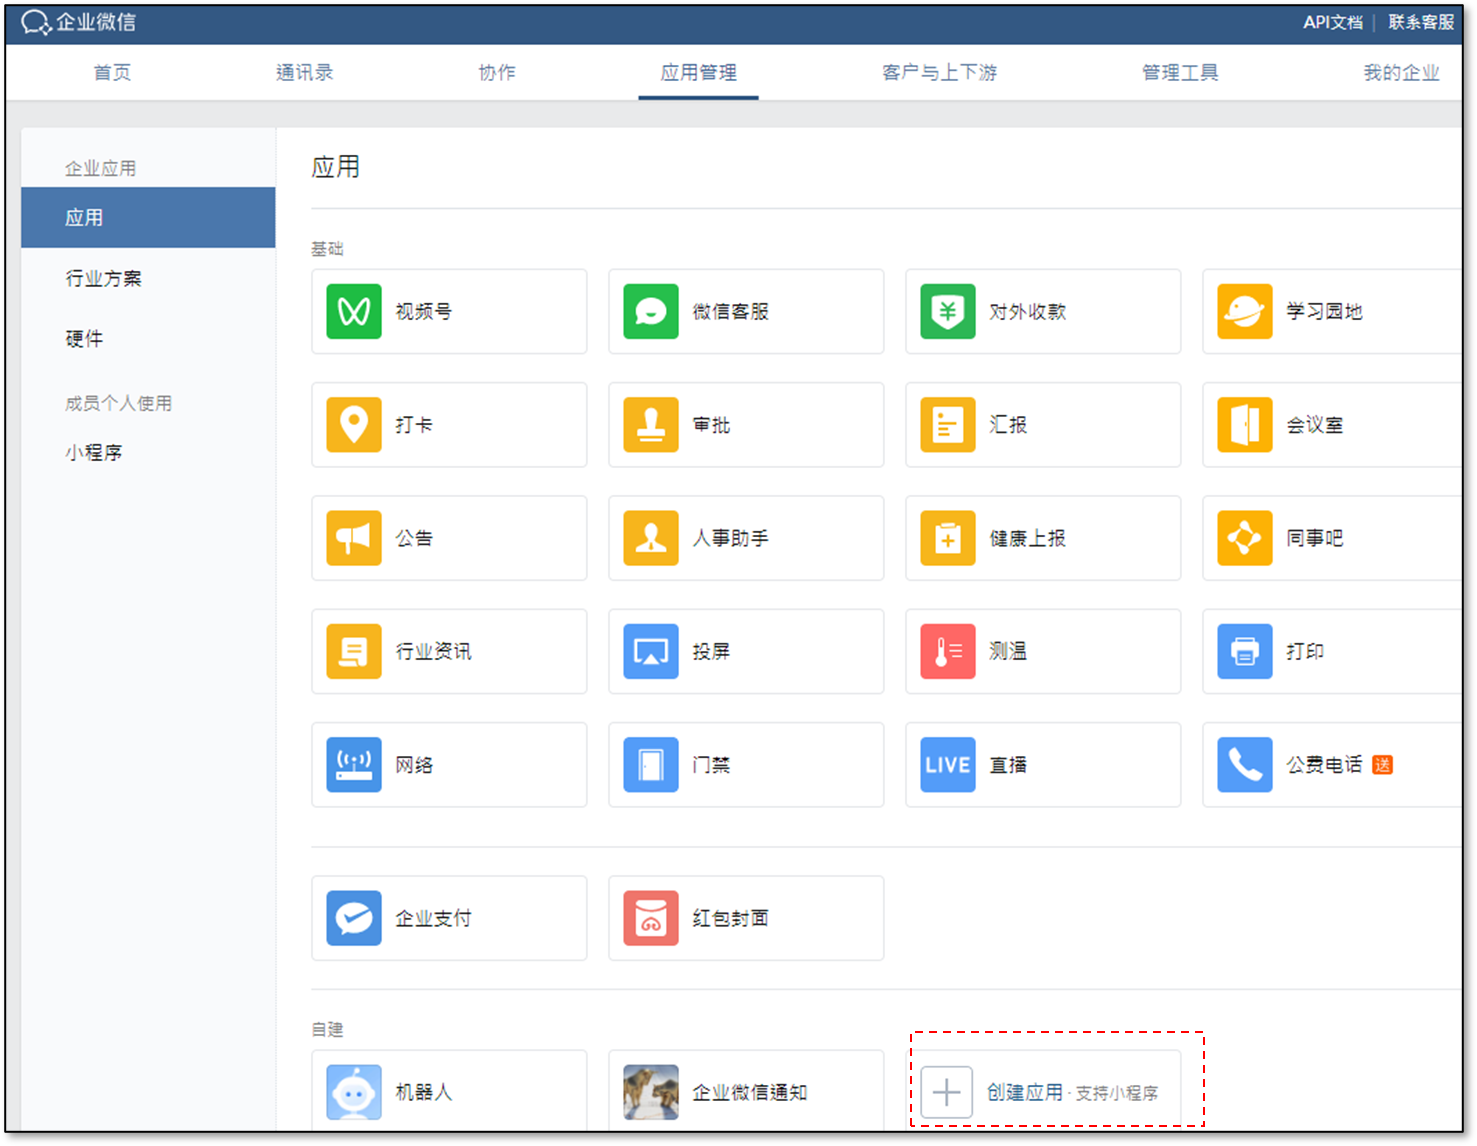 企业微信 API文档 | 联系客服
首页 通讯录 协作 应用管理 客户与上下游 管理工具 我的企业
企业应用
应用
行业方案
硬件
成员个人使用
小程序
应用
基础
视频号 微信客服 对外收款 学习园地
打卡 审批 汇报 会议室
公告 人事助手 健康上报 同事吧
行业资讯 投屏 测温 打印
网络 门禁 LIVE 直播 公费电话 送
企业支付 红包封面
自建
机器人 企业微信通知 创建应用 · 支持小程序